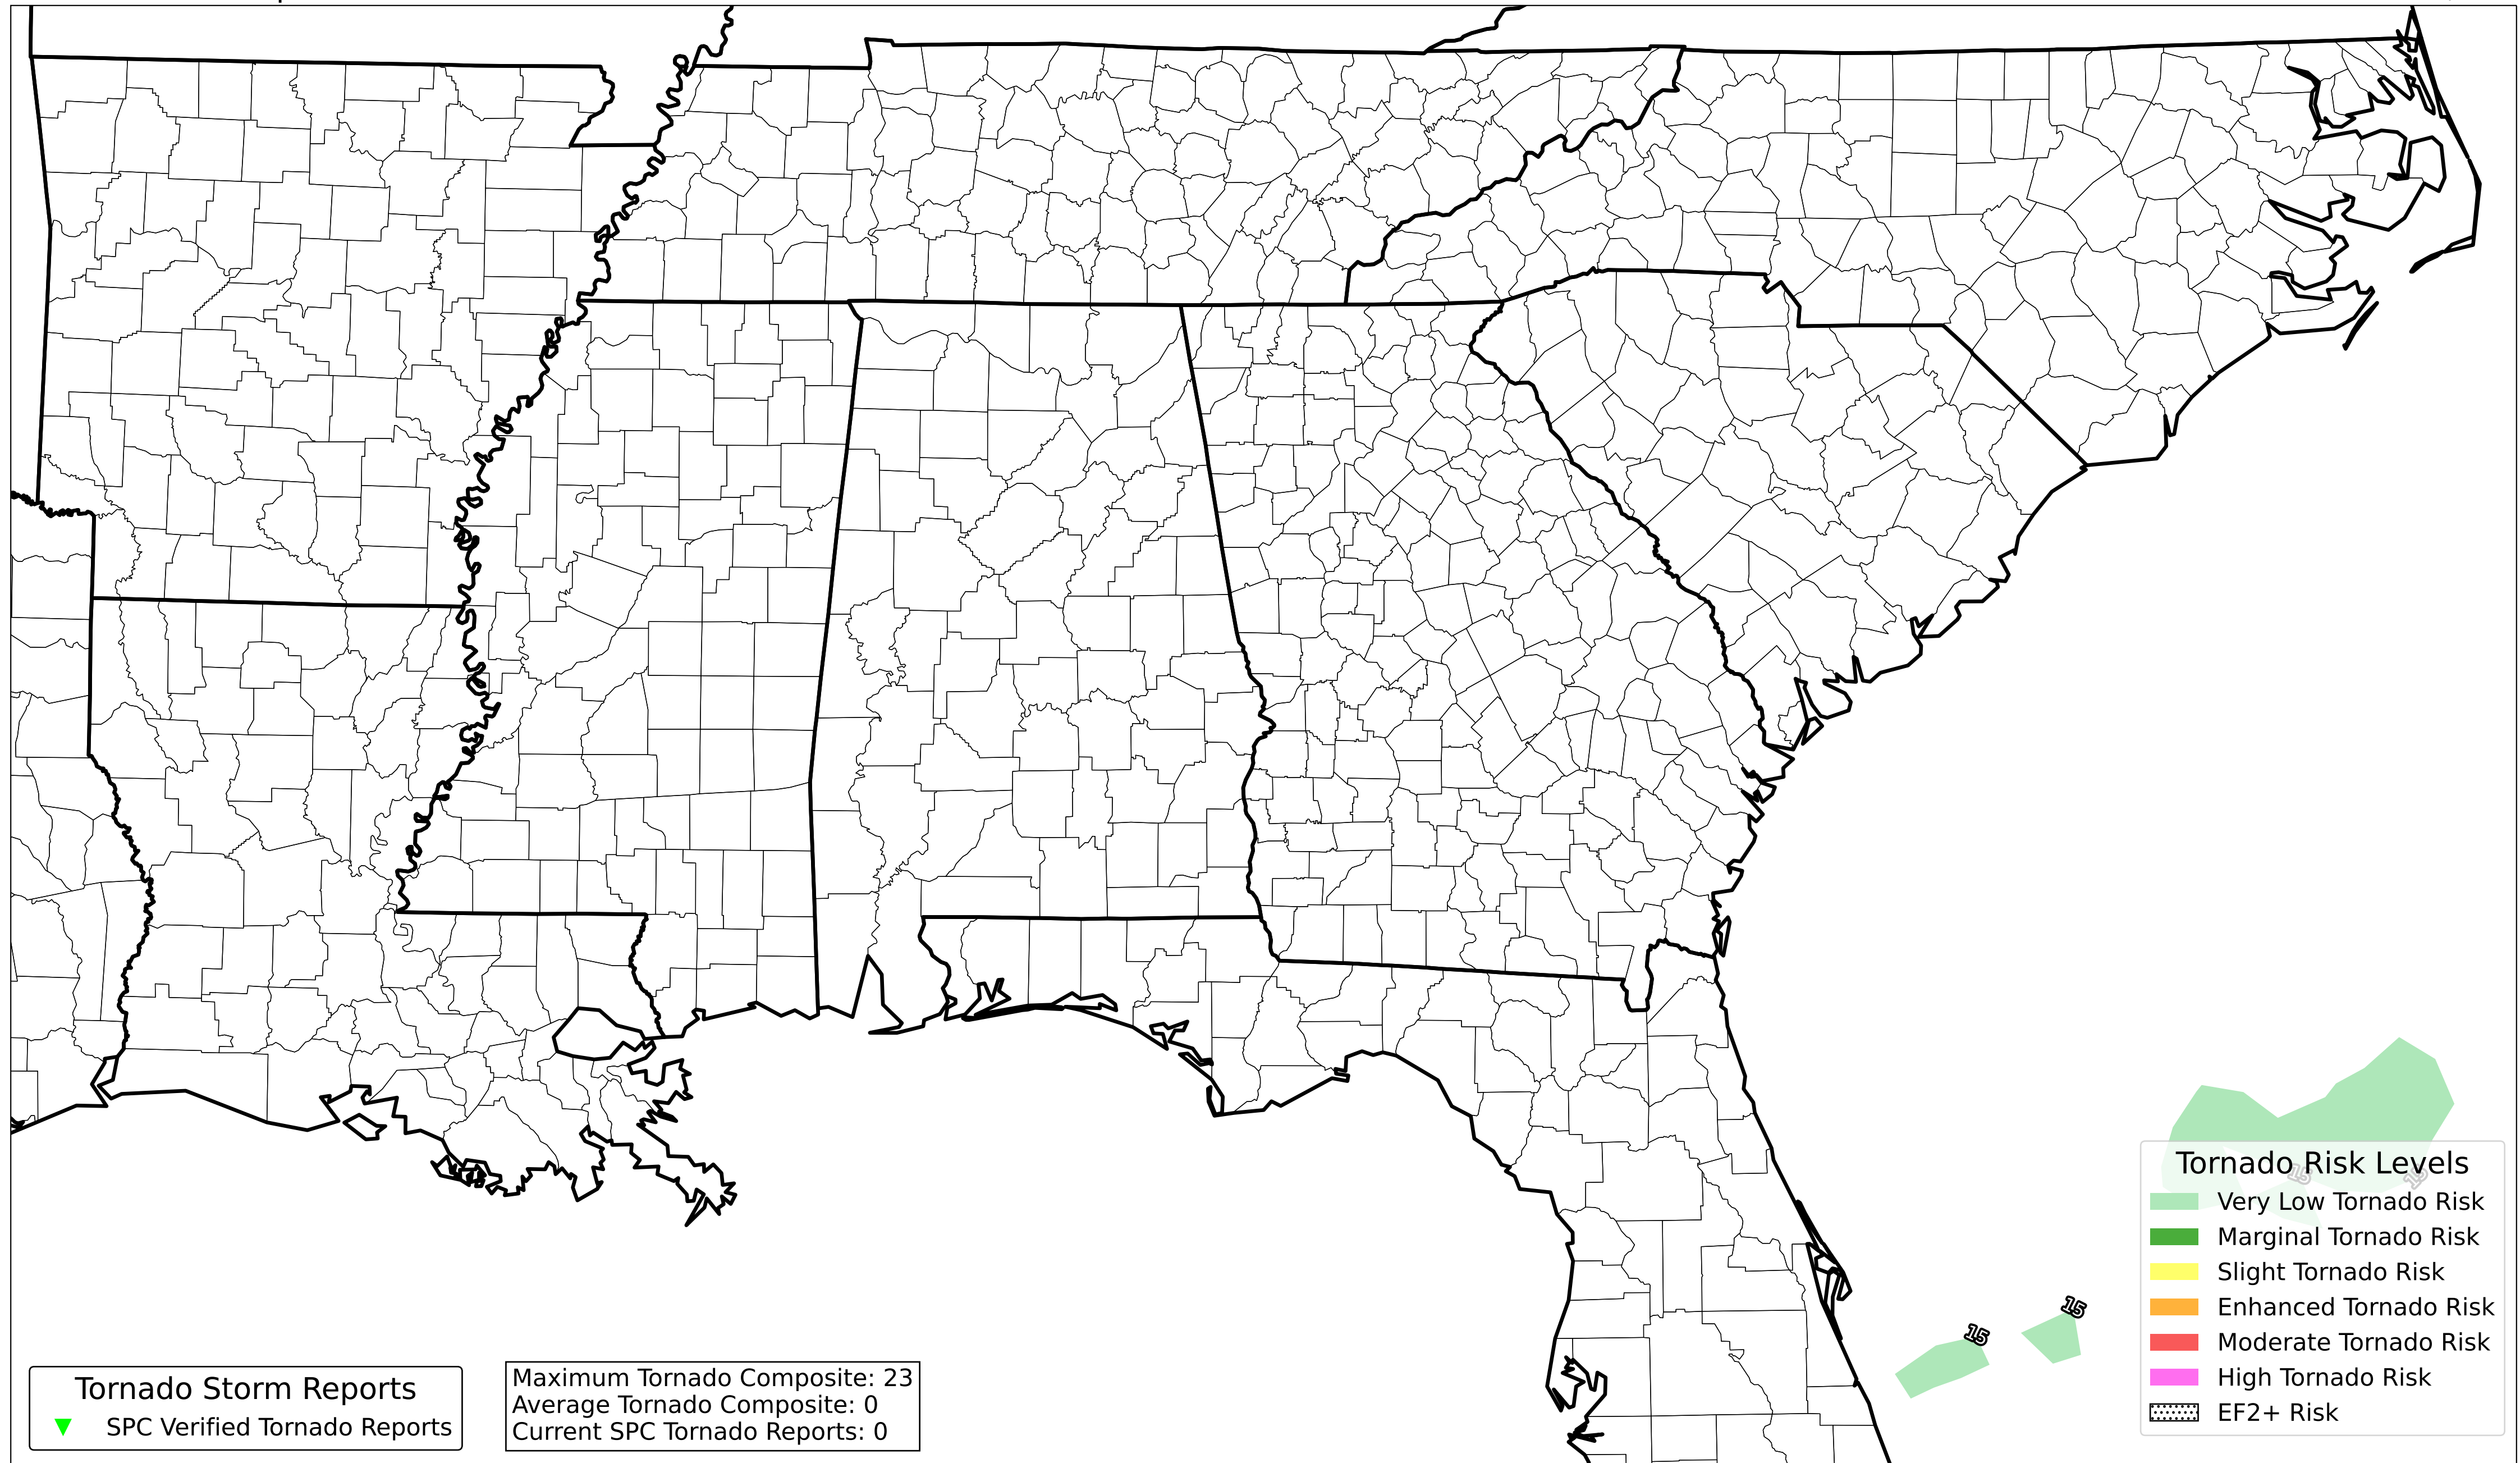 15
15
Tornado Risk Levels
Very Low Tornado Risk
Marginal Tornado Risk
Slight Tornado Risk
Enhanced Tornado Risk
Moderate Tornado Risk
High Tornado Risk
EF2+ Risk
15
15
Tornado Storm Reports
SPC Verified Tornado Reports
Maximum Tornado Composite: 23
Average Tornado Composite: 0
Current SPC Tornado Reports: 0